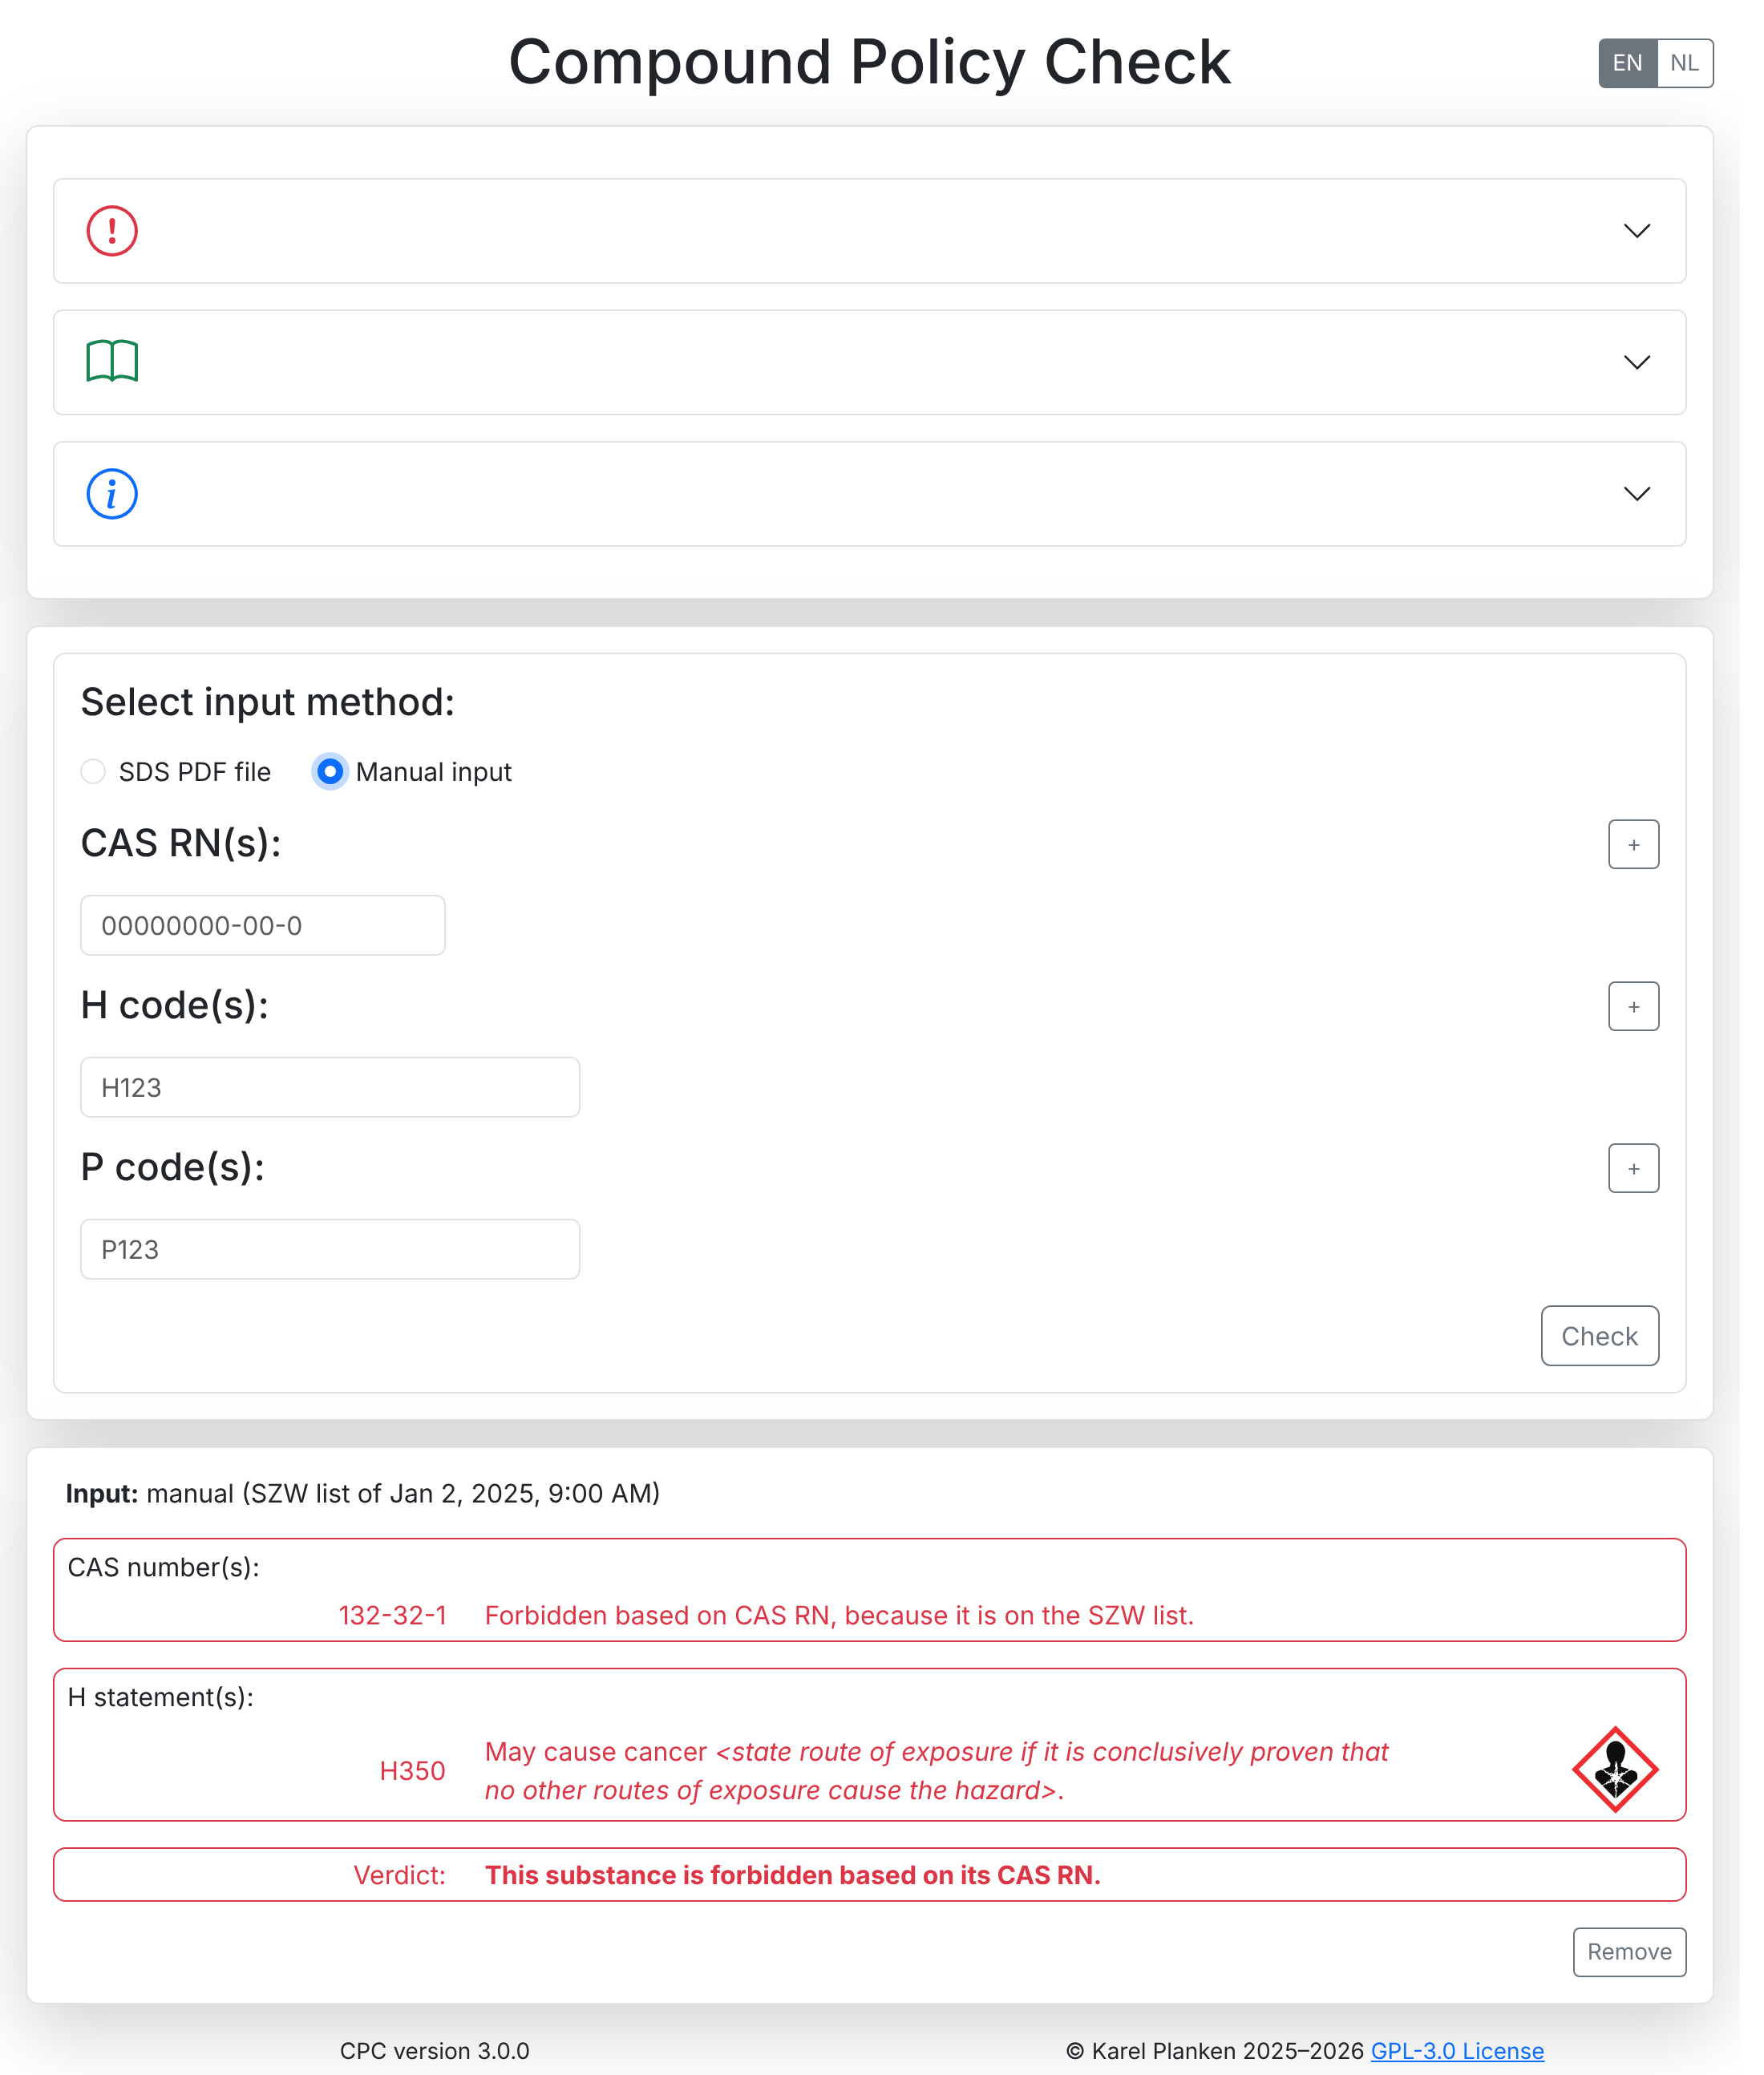 Compound Policy Check
EN NL
Select input method:
SDS PDF file Manual input
CAS RN(s):
+
00000000-00-0
H code(s):
+
H123
P code(s):
+
P123
Check
Input: manual (SZW list of Jan 2, 2025, 9:00 AM)
CAS number(s):
132-32-1 Forbidden based on CAS RN, because it is on the SZW list.
H statement(s):
H350 May cause cancer <state route of exposure if it is conclusively proven that
no other routes of exposure cause the hazard>.
Verdict: This substance is forbidden based on its CAS RN.
Remove
CPC version 3.0.0 © Karel Planken 2025–2026 GPL-3.0 License